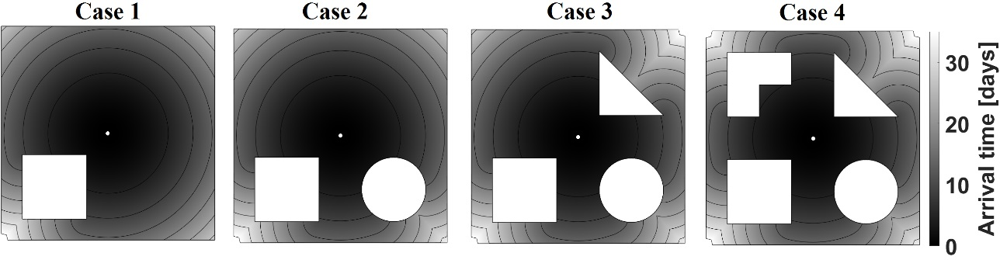 Case 1
Case 2
Case 3
Case 4
30
20
10
0
Arrival time [days]